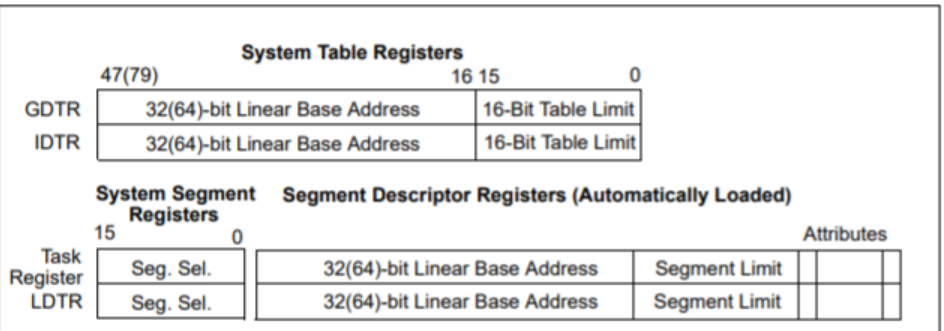 System Table Registers
47(79) 16 15 0
GDTR 32(64)-bit Linear Base Address 16-Bit Table Limit
IDTR 32(64)-bit Linear Base Address 16-Bit Table Limit
System Segment Registers Segment Descriptor Registers (Automatically Loaded)
15 0 Attributes
Task Register Seg. Sel. 32(64)-bit Linear Base Address Segment Limit
LDTR Seg. Sel. 32(64)-bit Linear Base Address Segment Limit